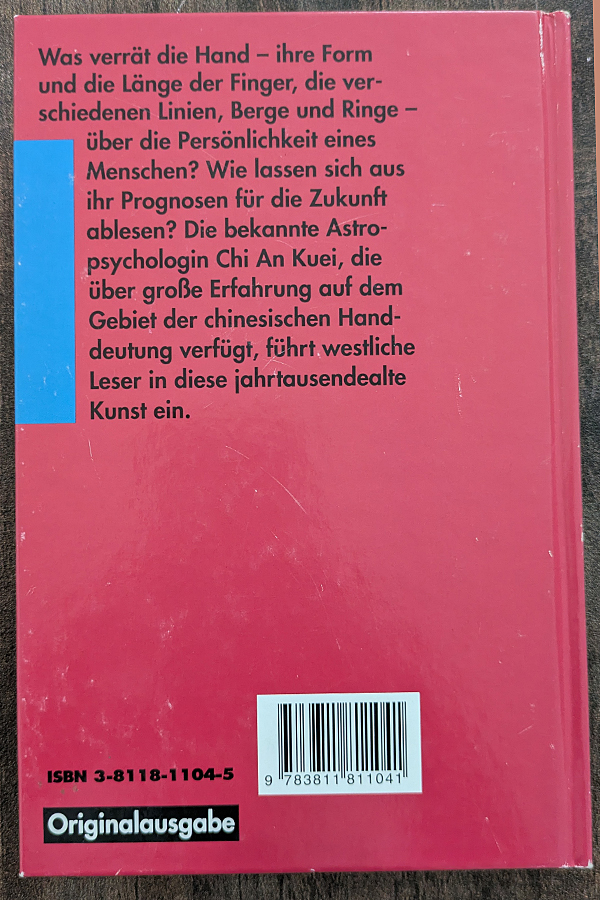 Was verrät die Hand – ihre Form
und die Länge der Finger, die ver-
schiedenen Linien, Berge und Ringe –
über die Persönlichkeit eines
Menschen? Wie lassen sich aus
ihr Prognosen für die Zukunft
ablesen? Die bekannte Astro-
psychologin Chi An Kuei, die
über große Erfahrung auf dem
Gebiet der chinesischen Hand-
deutung verfügt, führt westliche
Leser in diese jahrtausendealte
Kunst ein.
ISBN 3-8118-1104-5
9 783811 811041
Originalausgabe